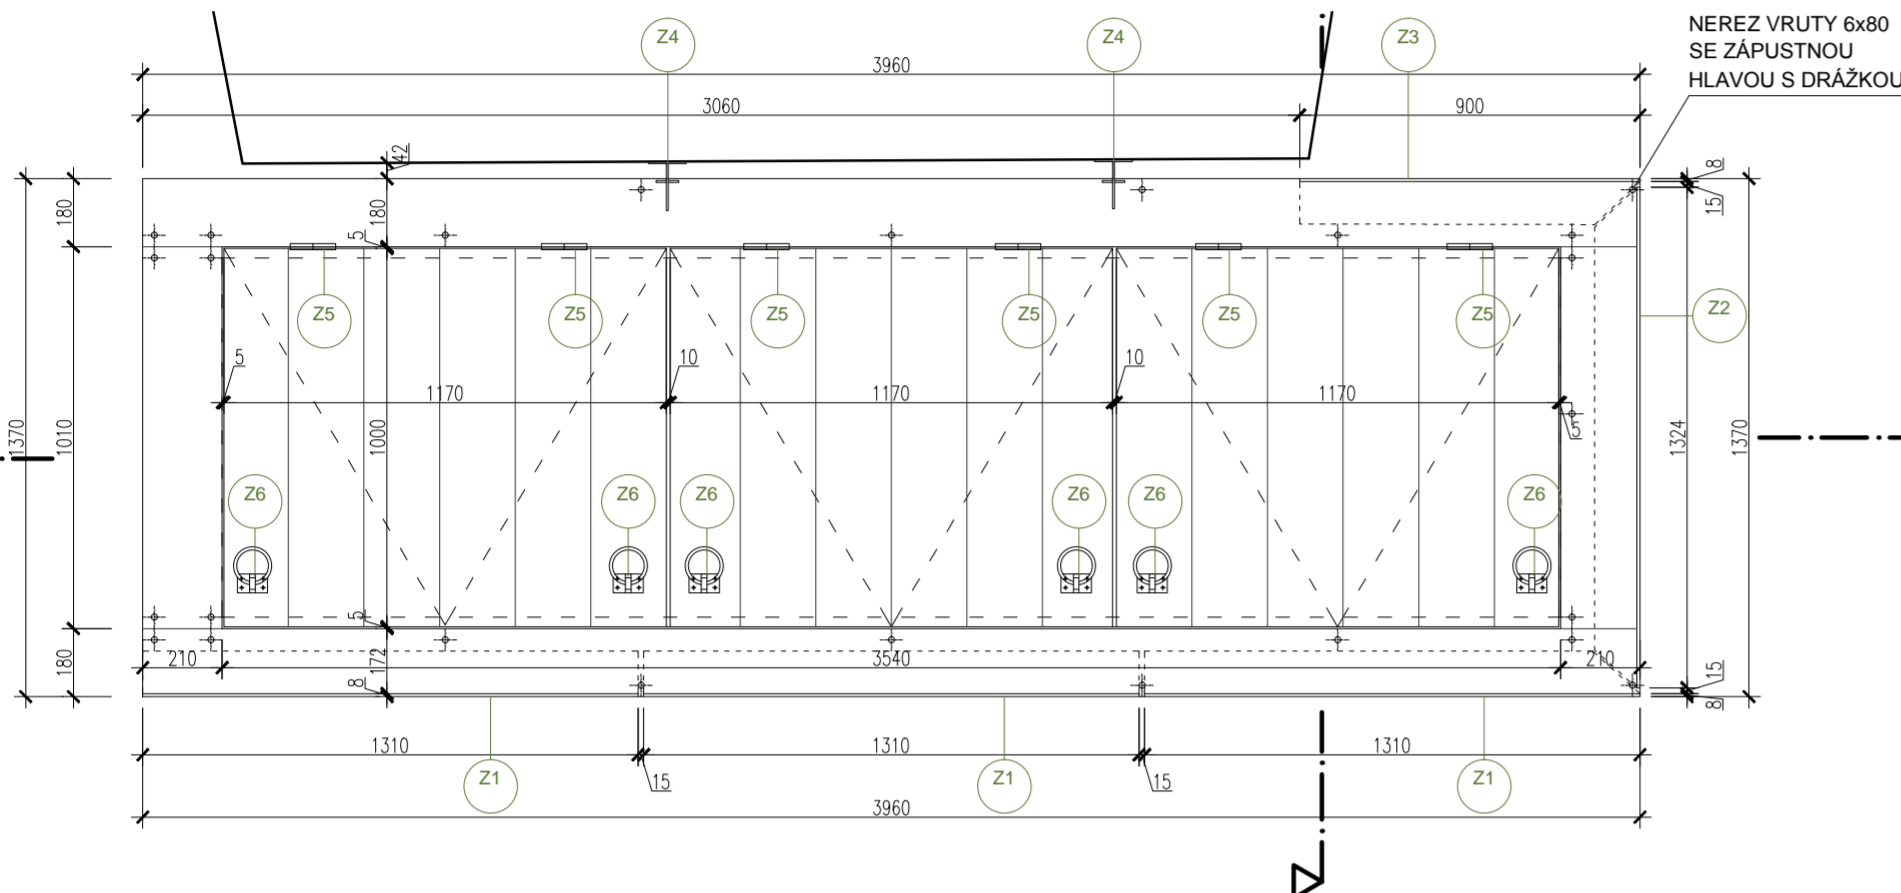 NEREZ VRUTY 6x80
SE ZÁPUSTNOU
HLAVOU S DRÁŽKOU
Z4
Z4
Z3
3960
3060
900
42
8
180
180
15
5
Z5
Z5
Z5
Z5
Z5
Z5
Z2
5
10
10
1170
1170
1170
5
1370
1010
1000
1324
1370
Z6
Z6
Z6
Z6
Z6
Z6
5
180
210
172
3540
210
15
8
8
1310
1310
1310
15
15
Z1
Z1
Z1
3960